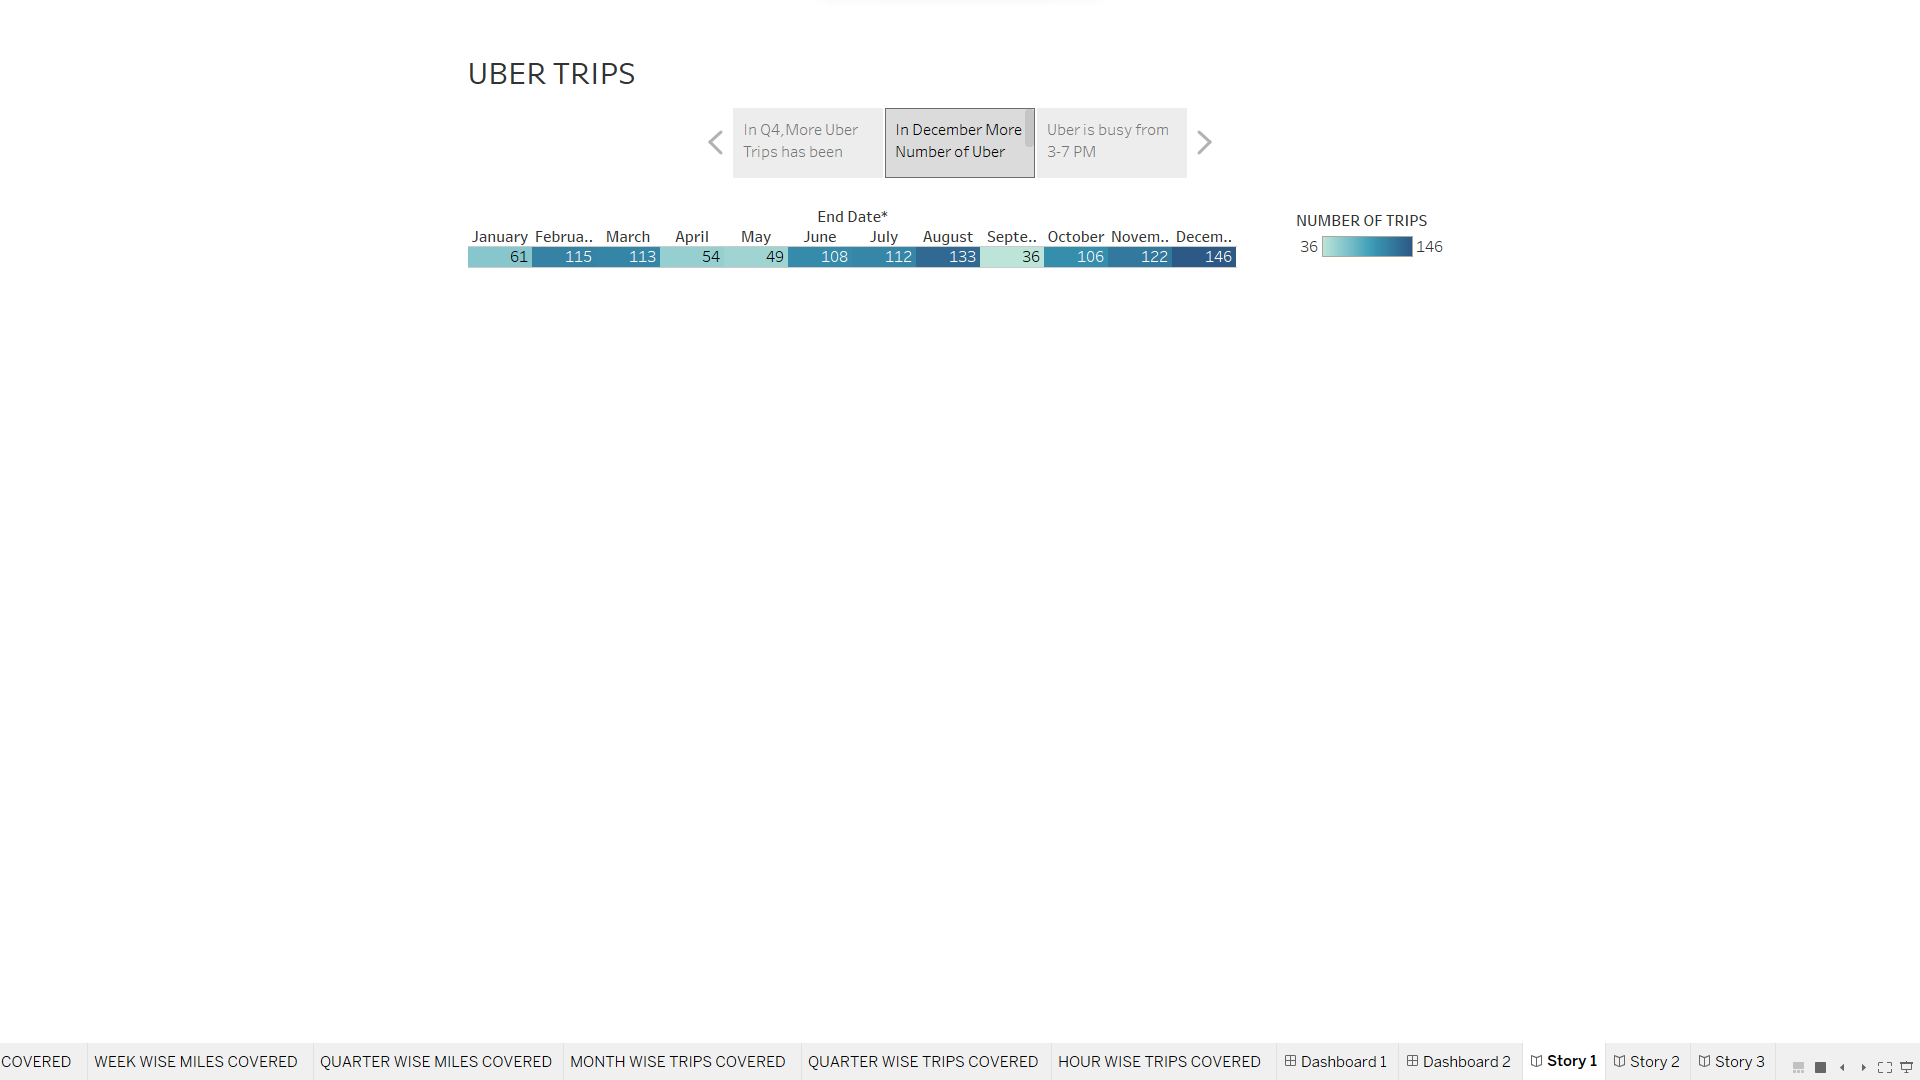 UBER TRIPS
In Q4,More Uber
Trips has been
In December More
Number of Uber
Uber is busy from
3-7 PM
End Date*
January Februa.. March April May June July August Septe.. October Novem.. Decem..
61 115 113 54 49 108 112 133 36 106 122 146
NUMBER OF TRIPS
36 146
COVERED WEEK WISE MILES COVERED QUARTER WISE MILES COVERED MONTH WISE TRIPS COVERED QUARTER WISE TRIPS COVERED HOUR WISE TRIPS COVERED Dashboard 1 Dashboard 2 Story 1 Story 2 Story 3